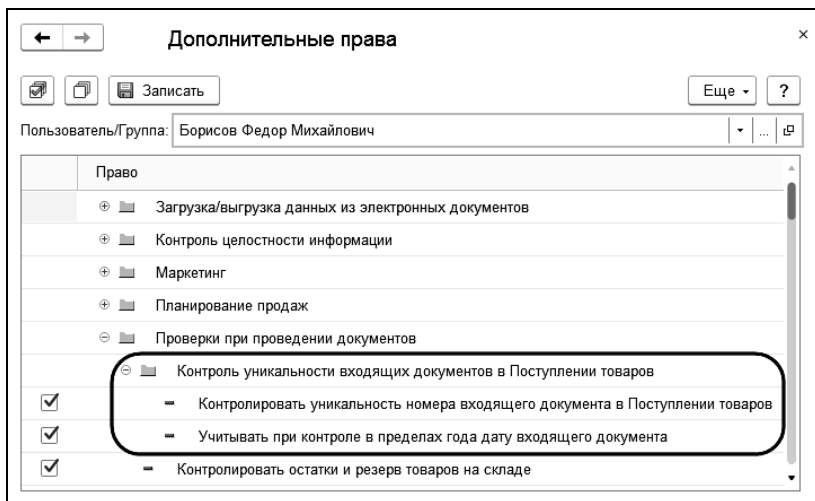 Дополнительные права
Записать
Еще
?
Пользователь/Группа: Борисов Федор Михайлович
...
Право
Загрузка/выгрузка данных из электронных документов
Контроль целостности информации
Маркетинг
Планирование продаж
Проверки при проведении документов
Контроль уникальности входящих документов в Поступлении товаров
Контролировать уникальность номера входящего документа в Поступлении товаров
Учитывать при контроле в пределах года дату входящего документа
Контролировать остатки и резерв товаров на складе